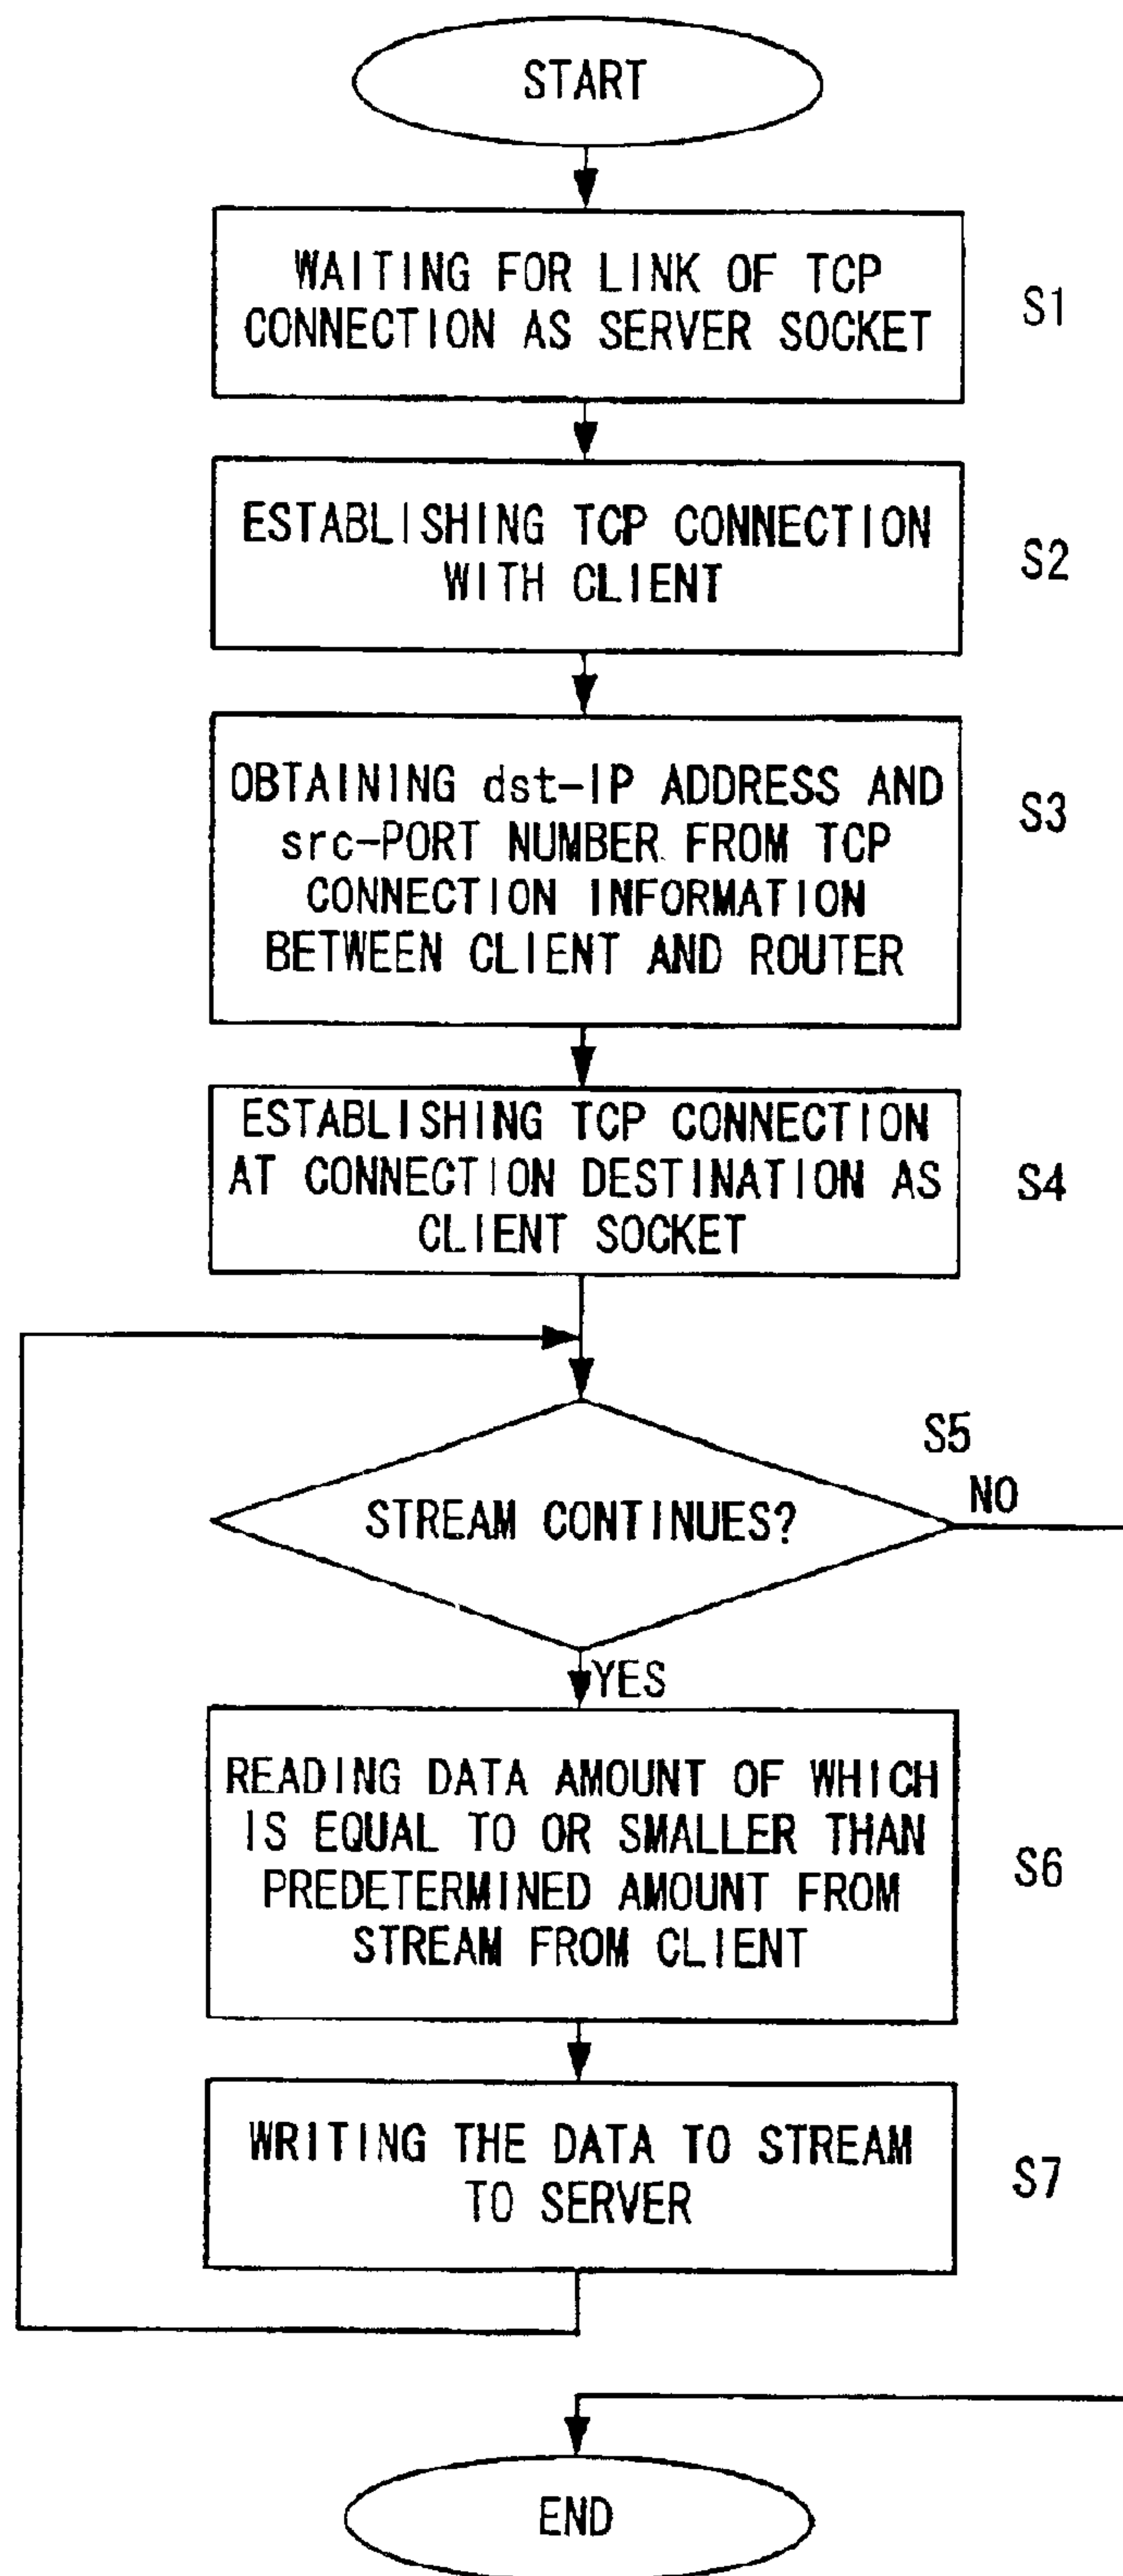 START
WAITING FOR LINK OF TCP
CONNECTION AS SERVER SOCKET
S1
ESTABLISHING TCP CONNECTION
WITH CLIENT
S2
OBTAINING dst-IP ADDRESS AND
src-PORT NUMBER FROM TCP
CONNECTION INFORMATION
BETWEEN CLIENT AND ROUTER
S3
ESTABLISHING TCP CONNECTION
AT CONNECTION DESTINATION AS
CLIENT SOCKET
S4
S5
NO
STREAM CONTINUES?
YES
READING DATA AMOUNT OF WHICH
IS EQUAL TO OR SMALLER THAN
PREDETERMINED AMOUNT FROM
STREAM FROM CLIENT
S6
WRITING THE DATA TO STREAM
TO SERVER
S7
END